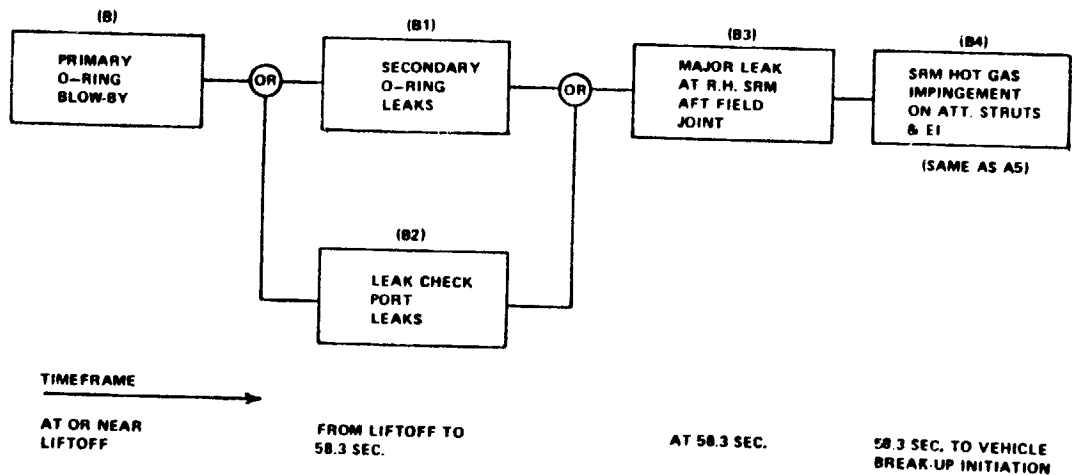 (B)
PRIMARY
O-RING
BLOW-BY
OR
(B1)
SECONDARY
O-RING
LEAKS
OR
(B2)
LEAK CHECK
PORT
LEAKS
(B3)
MAJOR LEAK
AT R.H. SRM
AFT FIELD
JOINT
(B4)
SRM HOT GAS
IMPINGEMENT
ON ATT. STRUTS
& EI
(SAME AS A5)
TIMEFRAME
AT OR NEAR
LIFTOFF
FROM LIFTOFF TO
58.3 SEC.
AT 58.3 SEC.
58.3 SEC, TO VEHICLE
BREAK-UP INITIATION